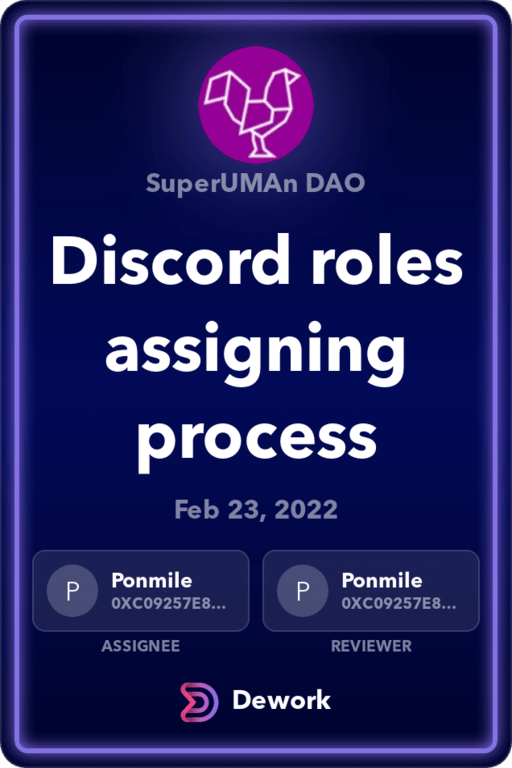 SuperUMAn DAO
Discord roles
assigning
process
Feb 23, 2022
P
Ponmile
0XC09257E8...
ASSIGNEE
P
Ponmile
0XC09257E8...
REVIEWER
Dework